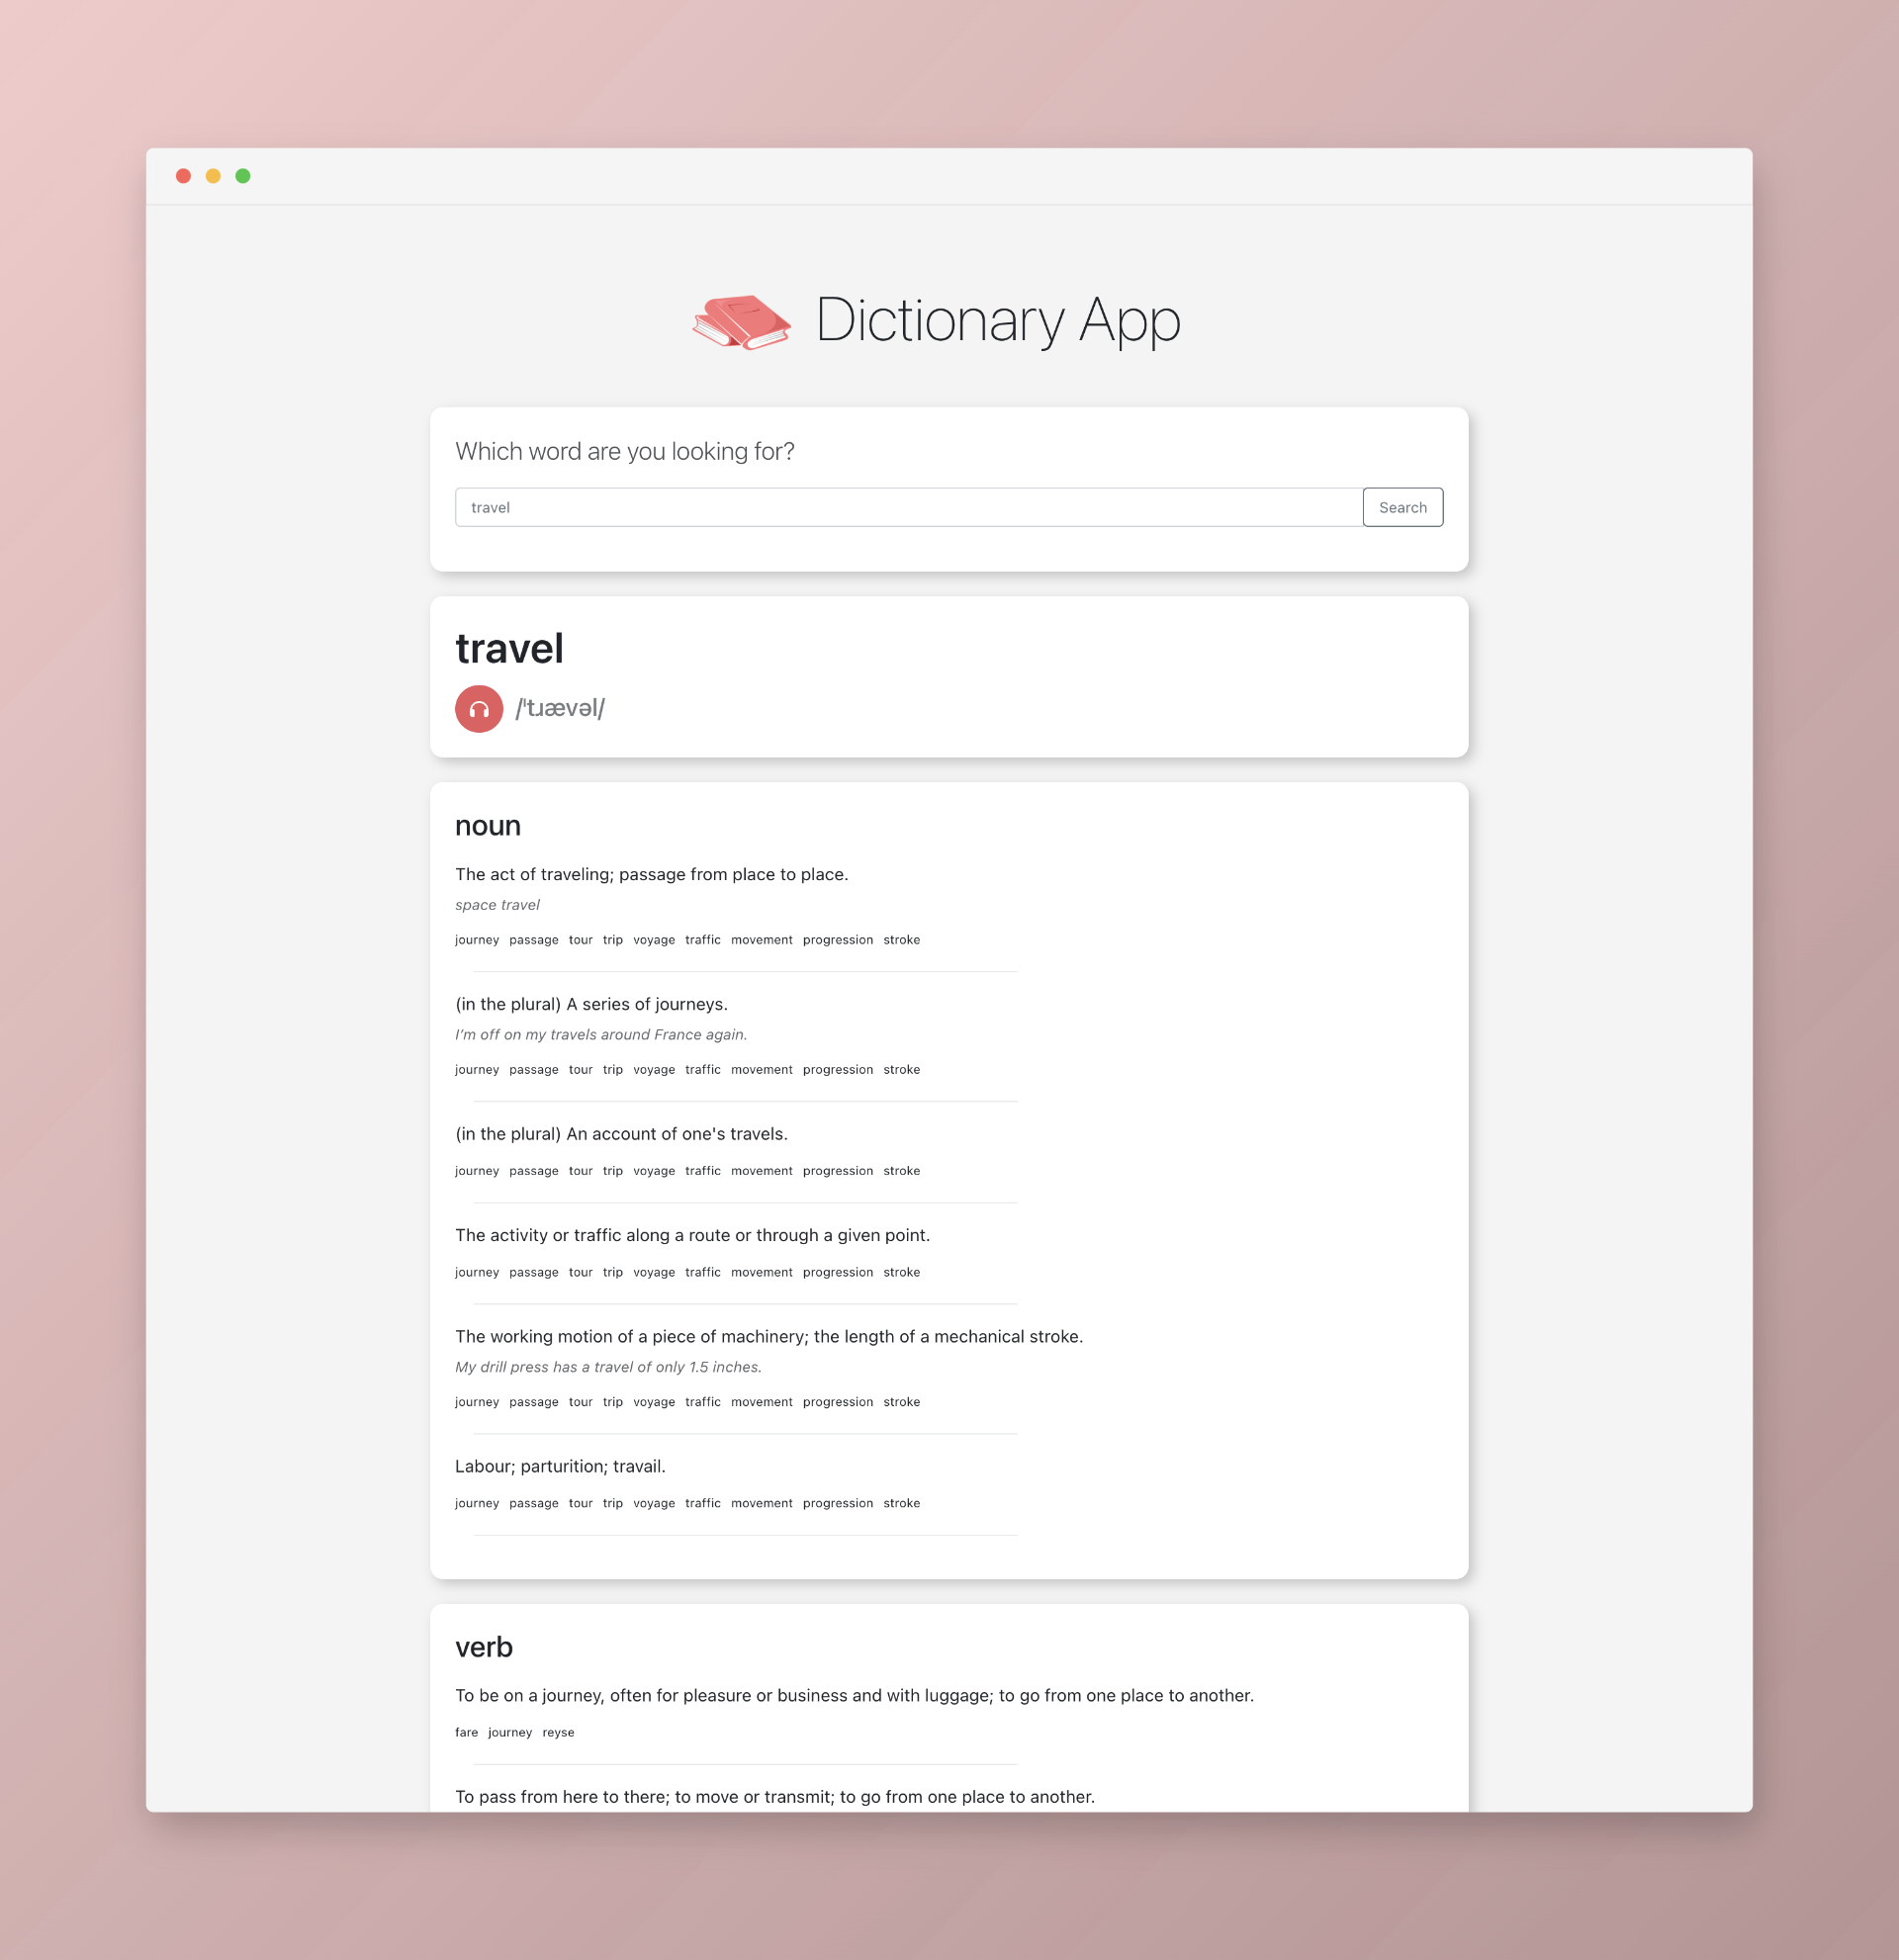 Dictionary App
Which word are you looking for?
travel
Search
travel
/ˈtɹævəl/
noun
The act of traveling; passage from place to place.
space travel
journey passage tour trip voyage traffic movement progression stroke
(in the plural) A series of journeys.
I’m off on my travels around France again.
journey passage tour trip voyage traffic movement progression stroke
(in the plural) An account of one's travels.
journey passage tour trip voyage traffic movement progression stroke
The activity or traffic along a route or through a given point.
journey passage tour trip voyage traffic movement progression stroke
The working motion of a piece of machinery; the length of a mechanical stroke.
My drill press has a travel of only 1.5 inches.
journey passage tour trip voyage traffic movement progression stroke
Labour; parturition; travail.
journey passage tour trip voyage traffic movement progression stroke
verb
To be on a journey, often for pleasure or business and with luggage; to go from one place to another.
fare journey reyse
To pass from here to there; to move or transmit; to go from one place to another.